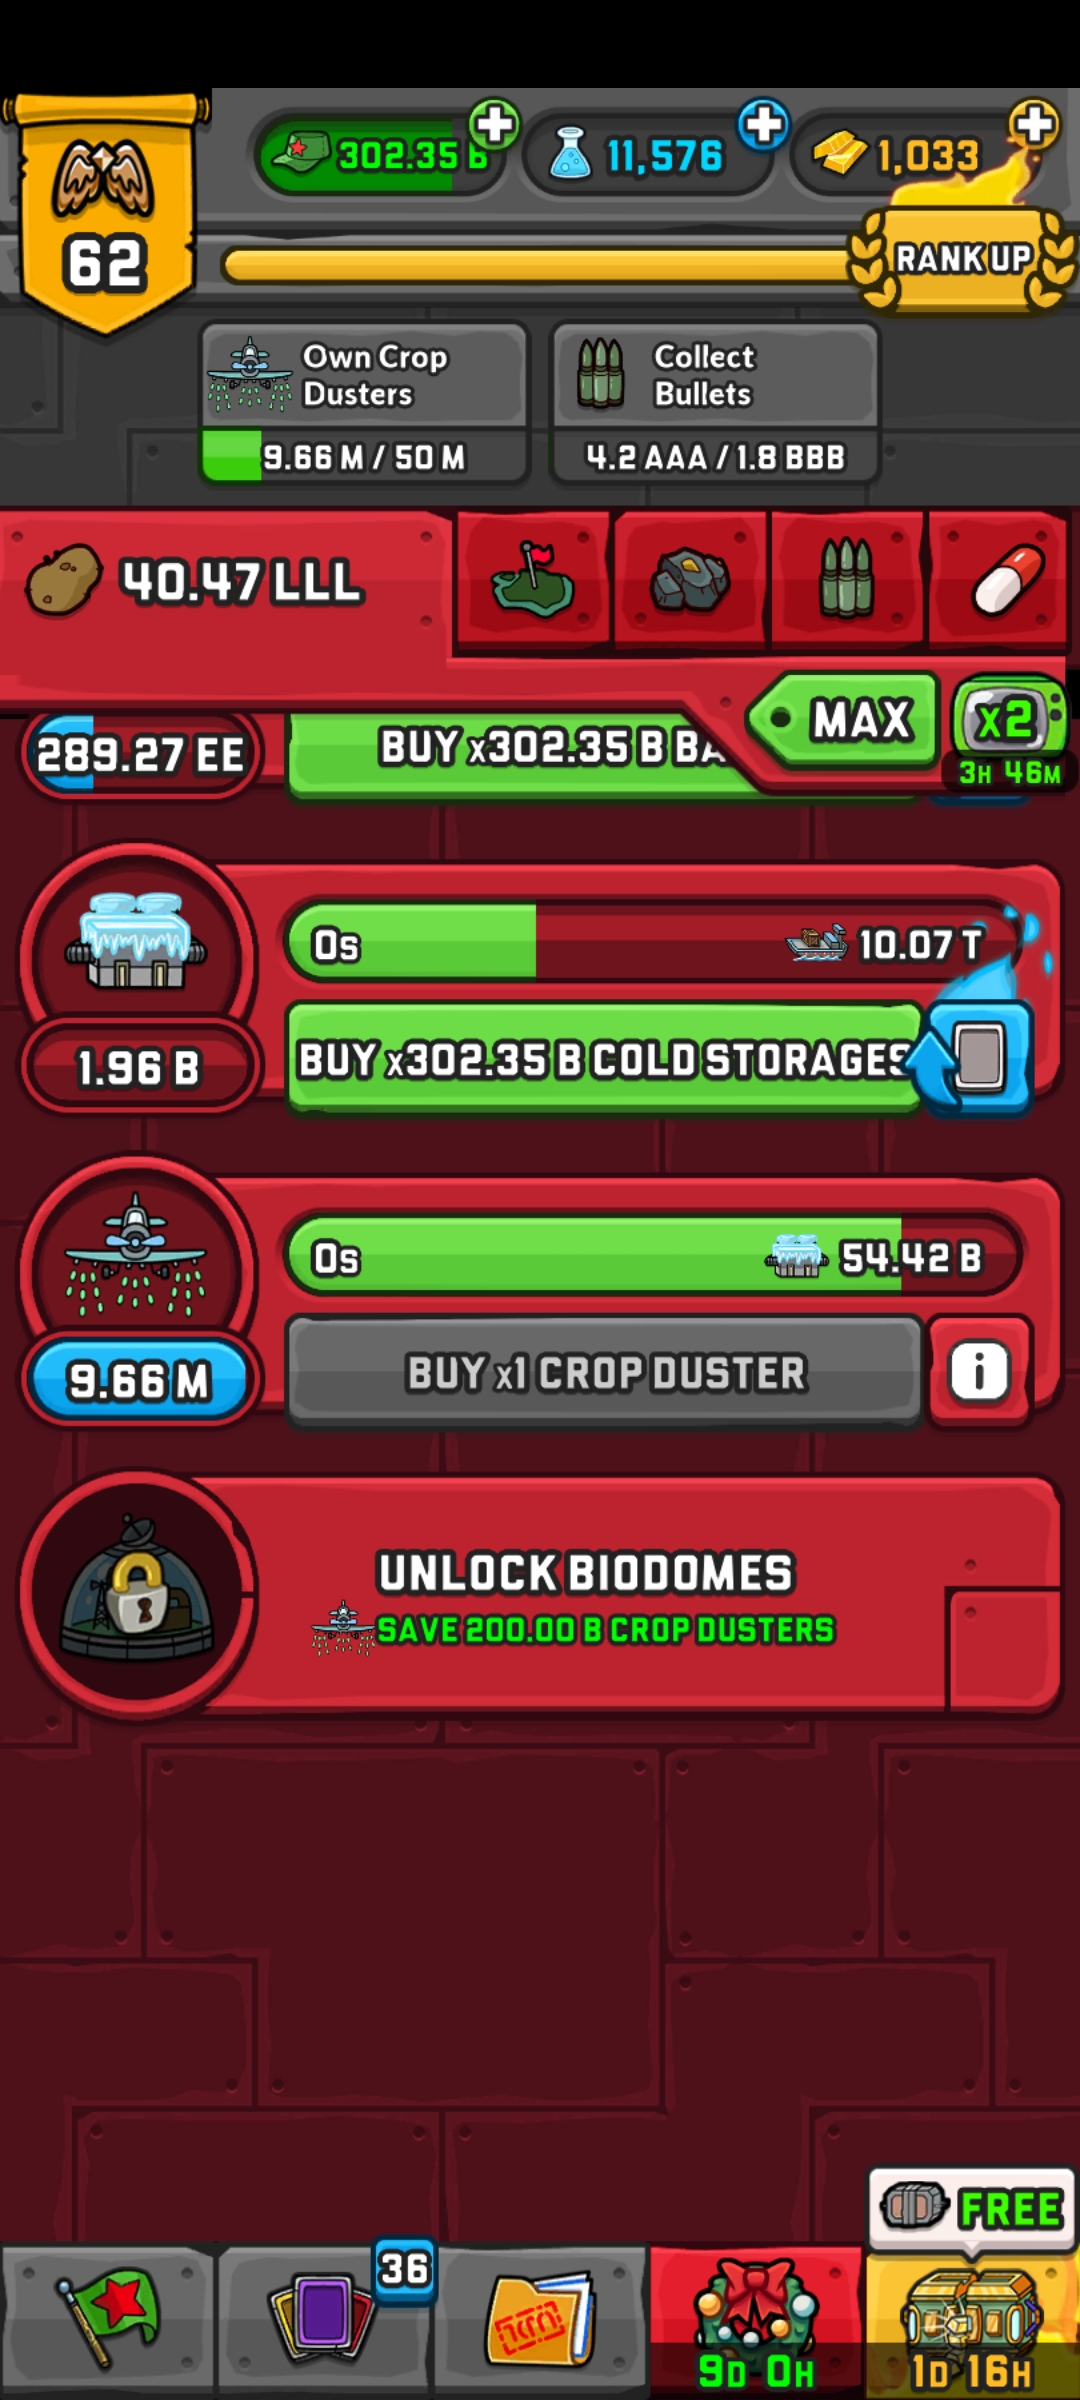 62
302.35 B
11,576
1,033
RANK UP
Own Crop
Dusters
9.66 M / 50 M
Collect
Bullets
4.2 AAA / 1.8 BBB
40.47 LLL
MAX
x2
3H 46M
289.27 EE
BUY x302.35 B BA
0s
10.07 T
1.96 B
BUY x302.35 B COLD STORAGES
0s
54.42 B
9.66 M
BUY x1 CROP DUSTER
i
UNLOCK BIODOMES
SAVE 200.00 B CROP DUSTERS
FREE
36
9D 0H
1D 16H